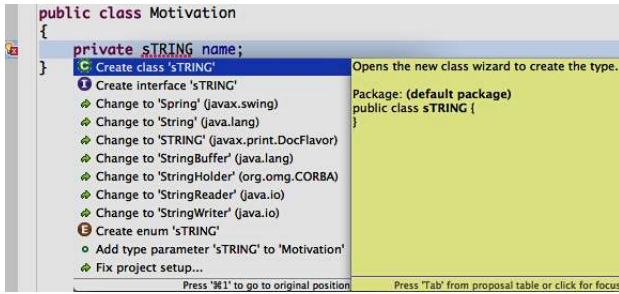 public class Motivation
{
private sTRING name;
}
Create class 'sTRING'
Create interface 'sTRING'
Change to 'Spring' (javax.swing)
Change to 'String' (java.lang)
Change to 'STRING' (javax.print.DocFlavor)
Change to 'StringBuffer' (java.lang)
Change to 'StringHolder' (org.omg.CORBA)
Change to 'StringReader' (java.io)
Change to 'StringWriter' (java.io)
Create enum 'sTRING'
Add type parameter 'sTRING' to 'Motivation'
Fix project setup...
Press '⌘1' to go to original position
Opens the new class wizard to create the type.
Package: (default package)
public class sTRING {
}
Press 'Tab' from proposal table or click for focus